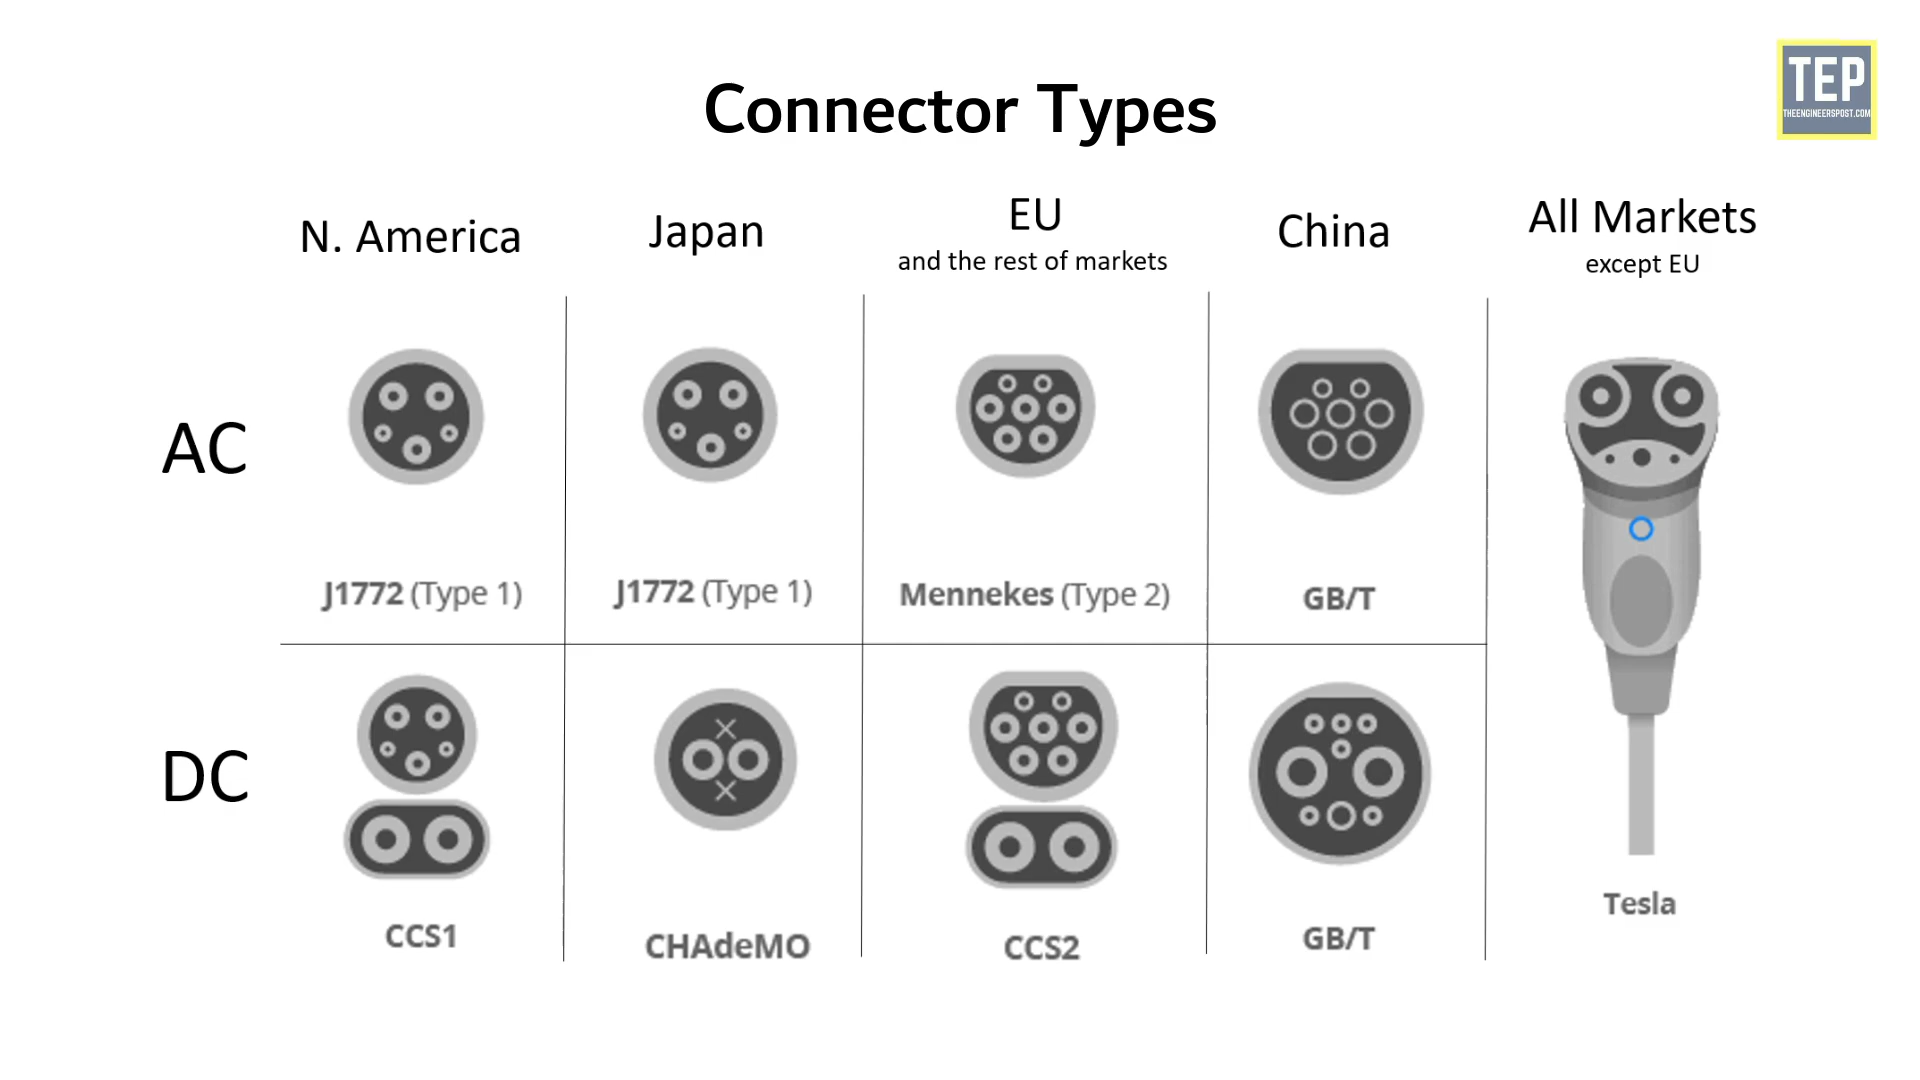 TEP
THEENGINEERSPOST.COM
Connector Types
N. America
Japan
EU
and the rest of markets
China
All Markets
except EU
AC
J1772 (Type 1)
J1772 (Type 1)
Mennekes (Type 2)
GB/T
DC
CCS1
CHAdeMO
CCS2
GB/T
Tesla